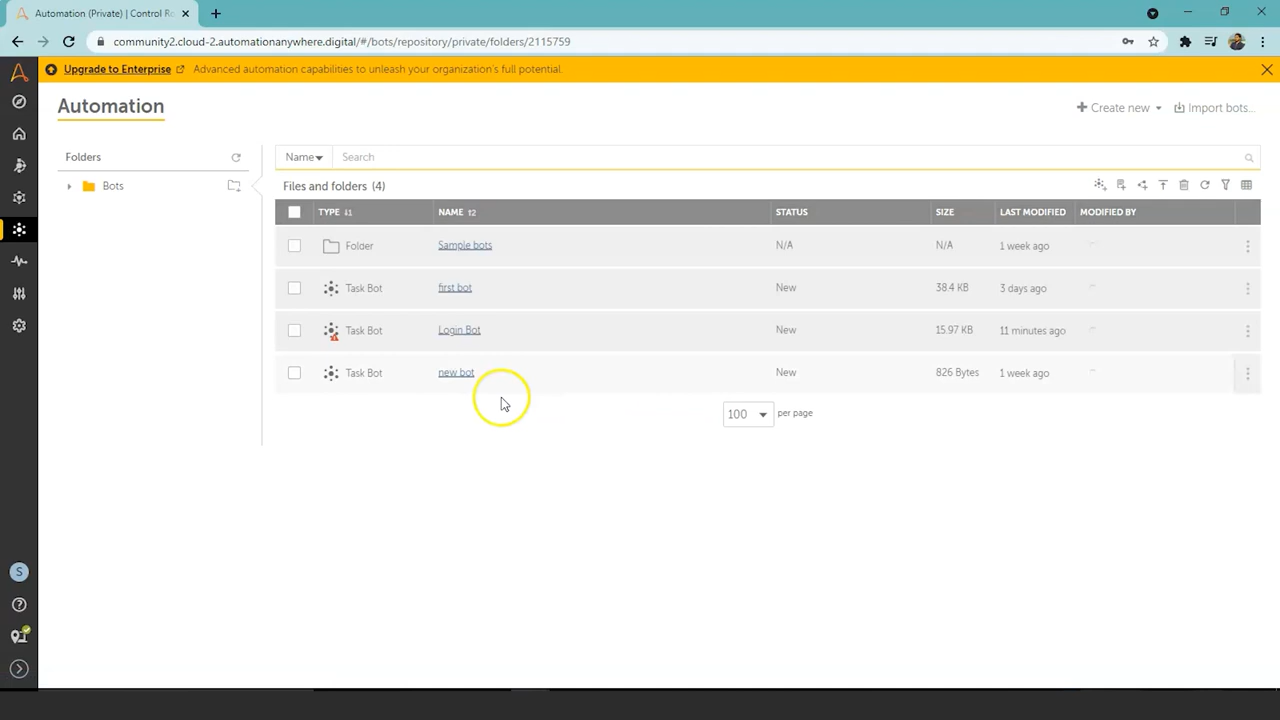 Automation (Private) | Control Ro
community2.cloud-2.automationanywhere.digital/#/bots/repository/private/folders/2115759
Upgrade to Enterprise Advanced automation capabilities to unleash your organization's full potential.
Automation
Create new Import bots...
Folders
Name Search
Bots
Files and folders (4)
TYPE NAME STATUS SIZE LAST MODIFIED MODIFIED BY
Folder Sample bots N/A N/A 1 week ago
Task Bot first bot New 38.4 KB 3 days ago
Task Bot Login Bot New 15.97 KB 11 minutes ago
Task Bot new bot New 826 Bytes 1 week ago
100 per page
S